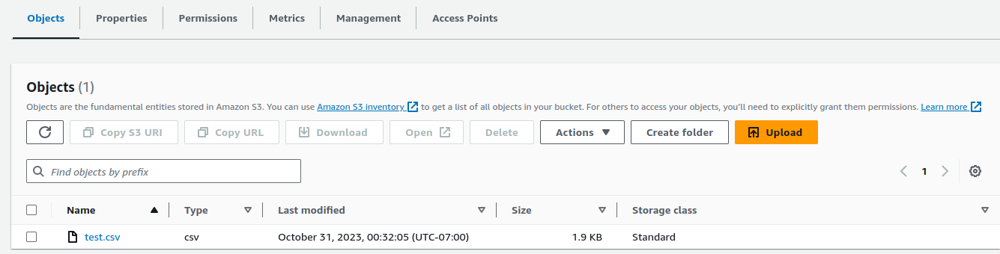 Objects Properties Permissions Metrics Management Access Points
Objects (1)
Objects are the fundamental entities stored in Amazon S3. You can use Amazon S3 inventory to get a list of all objects in your bucket. For others to access your objects, you'll need to explicitly grant them permissions. Learn more
Copy S3 URI Copy URL Download Open Delete Actions Create folder Upload
Find objects by prefix 1
Name Type Last modified Size Storage class
test.csv csv October 31, 2023, 00:32:05 (UTC-07:00) 1.9 KB Standard